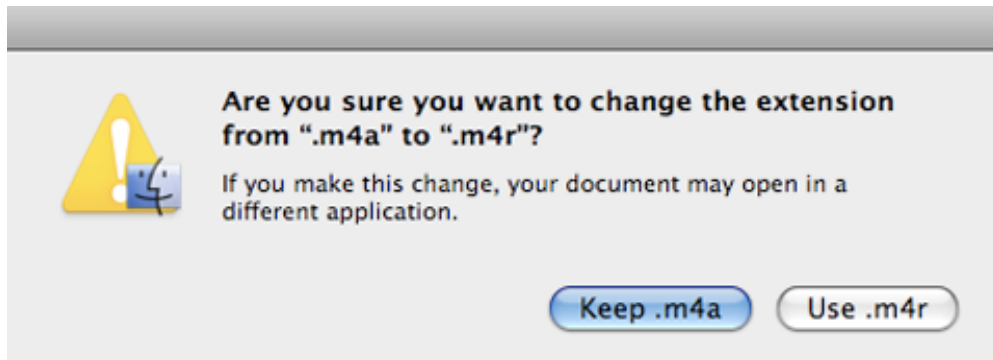 Are you sure you want to change the extension
from “.m4a” to “.m4r”?
If you make this change, your document may open in a
different application.
Keep .m4a
Use .m4r